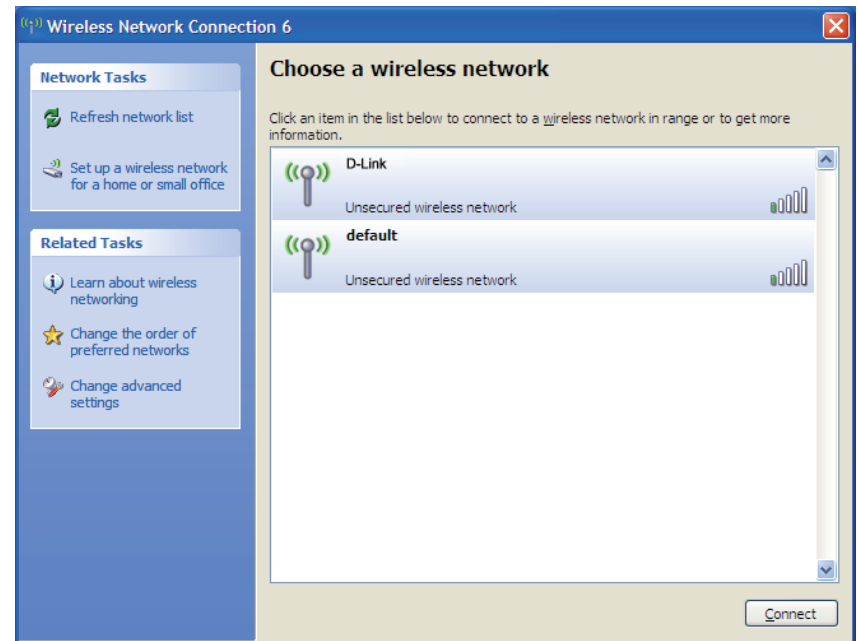 Wireless Network Connection 6
Network Tasks
Refresh network list
Set up a wireless network
for a home or small office
Related Tasks
Learn about wireless
networking
Change the order of
preferred networks
Change advanced
settings
Choose a wireless network
Click an item in the list below to connect to a wireless network in range or to get more
information.
D-Link
Unsecured wireless network
default
Unsecured wireless network
Connect